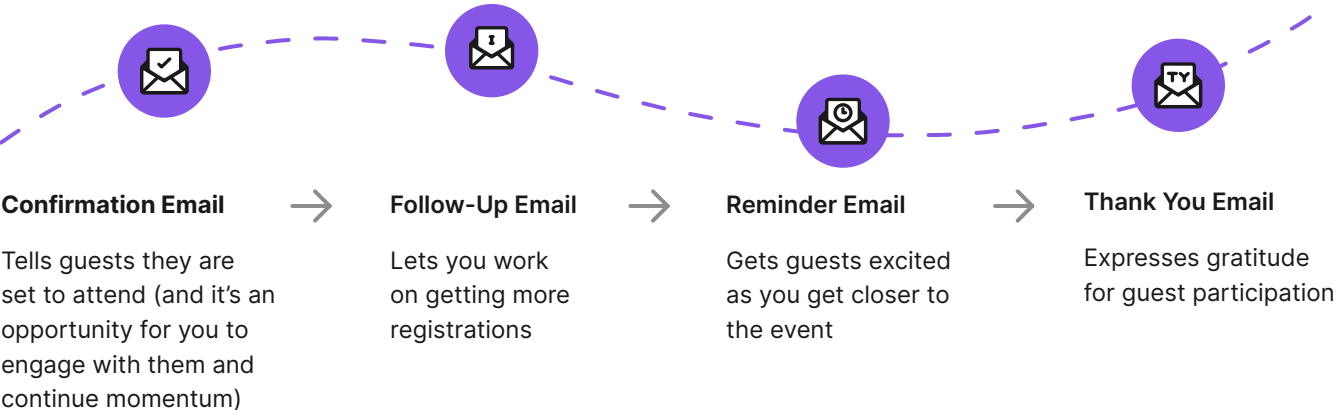 I
TY
Confirmation Email
Tells guests they are
set to attend (and it’s an
opportunity for you to
engage with them and
continue momentum)
Follow-Up Email
Lets you work
on getting more
registrations
Reminder Email
Gets guests excited
as you get closer to
the event
Thank You Email
Expresses gratitude
for guest participation